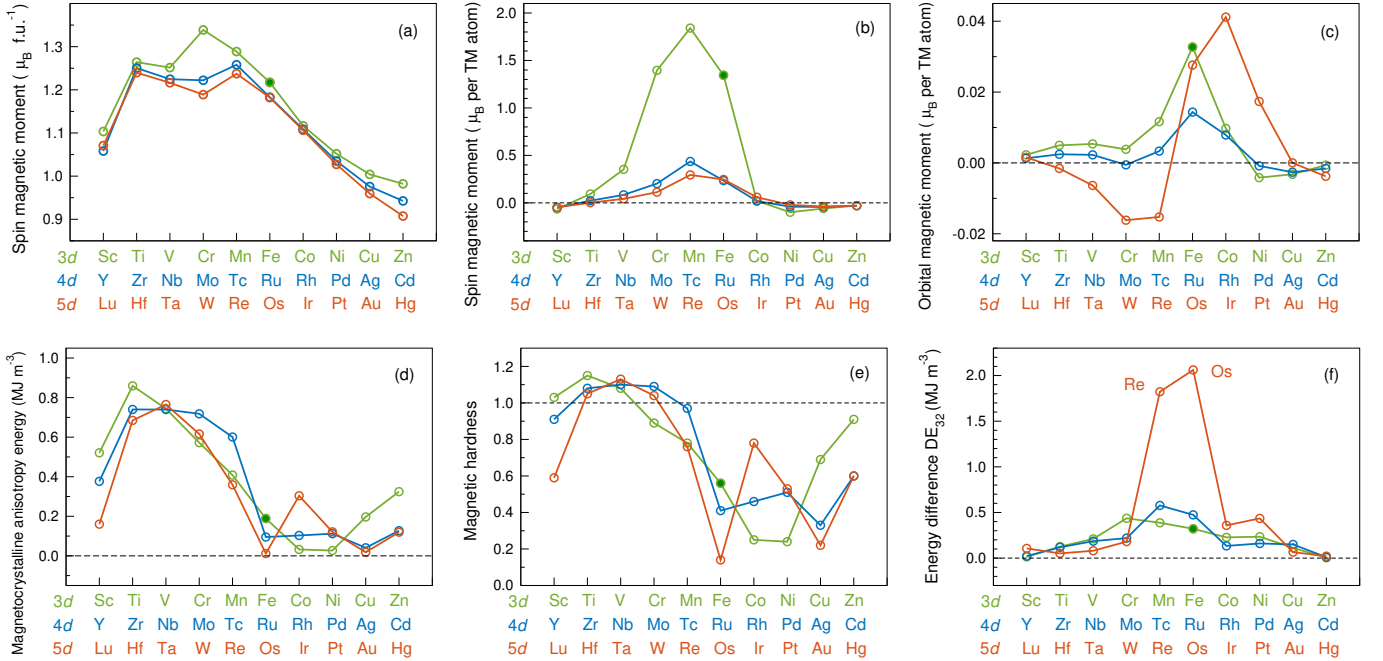 (a)
Spin magnetic moment ( μB f.u.⁻¹)
1.3
1.2
1.1
1.0
0.9
3d Sc Ti V Cr Mn Fe Co Ni Cu Zn
4d Y Zr Nb Mo Tc Ru Rh Pd Ag Cd
5d Lu Hf Ta W Re Os Ir Pt Au Hg
(b)
Spin magnetic moment ( μB per TM atom)
2.0
1.5
1.0
0.5
0.0
3d Sc Ti V Cr Mn Fe Co Ni Cu Zn
4d Y Zr Nb Mo Tc Ru Rh Pd Ag Cd
5d Lu Hf Ta W Re Os Ir Pt Au Hg
(c)
Orbital magnetic moment ( μB per TM atom)
0.04
0.02
0.00
-0.02
3d Sc Ti V Cr Mn Fe Co Ni Cu Zn
4d Y Zr Nb Mo Tc Ru Rh Pd Ag Cd
5d Lu Hf Ta W Re Os Ir Pt Au Hg
(d)
Magnetocrystalline anisotropy energy (MJ m⁻³)
1.0
0.8
0.6
0.4
0.2
0.0
3d Sc Ti V Cr Mn Fe Co Ni Cu Zn
4d Y Zr Nb Mo Tc Ru Rh Pd Ag Cd
5d Lu Hf Ta W Re Os Ir Pt Au Hg
(e)
Magnetic hardness
1.2
1.0
0.8
0.6
0.4
0.2
0.0
3d Sc Ti V Cr Mn Fe Co Ni Cu Zn
4d Y Zr Nb Mo Tc Ru Rh Pd Ag Cd
5d Lu Hf Ta W Re Os Ir Pt Au Hg
(f)
Energy difference DE₃₂ (MJ m⁻³)
2.0
1.5
1.0
0.5
0.0
Re
Os
3d Sc Ti V Cr Mn Fe Co Ni Cu Zn
4d Y Zr Nb Mo Tc Ru Rh Pd Ag Cd
5d Lu Hf Ta W Re Os Ir Pt Au Hg